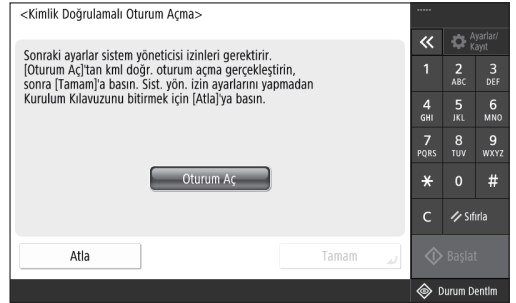 <Kimlik Doğrulamalı Oturum Açma>
Sonraki ayarlar sistem yöneticisi izinleri gerektirir.
[Oturum Aç]'tan kml doğr. oturum açma gerçekleştirin,
sonra [Tamam]'a basın. Sist. yön. izin ayarlarını yapmadan
Kurulum Kılavuzunu bitirmek için [Atla]'ya basın.
Oturum Aç
Atla
Tamam
-----
Ayarlar/
Kayıt
1 2 3
ABC DEF
4 5 6
GHI JKL MNO
7 8 9
PQRS TUV WXYZ
* 0 #
C Sıfırla
Başlat
Durum Dentlm